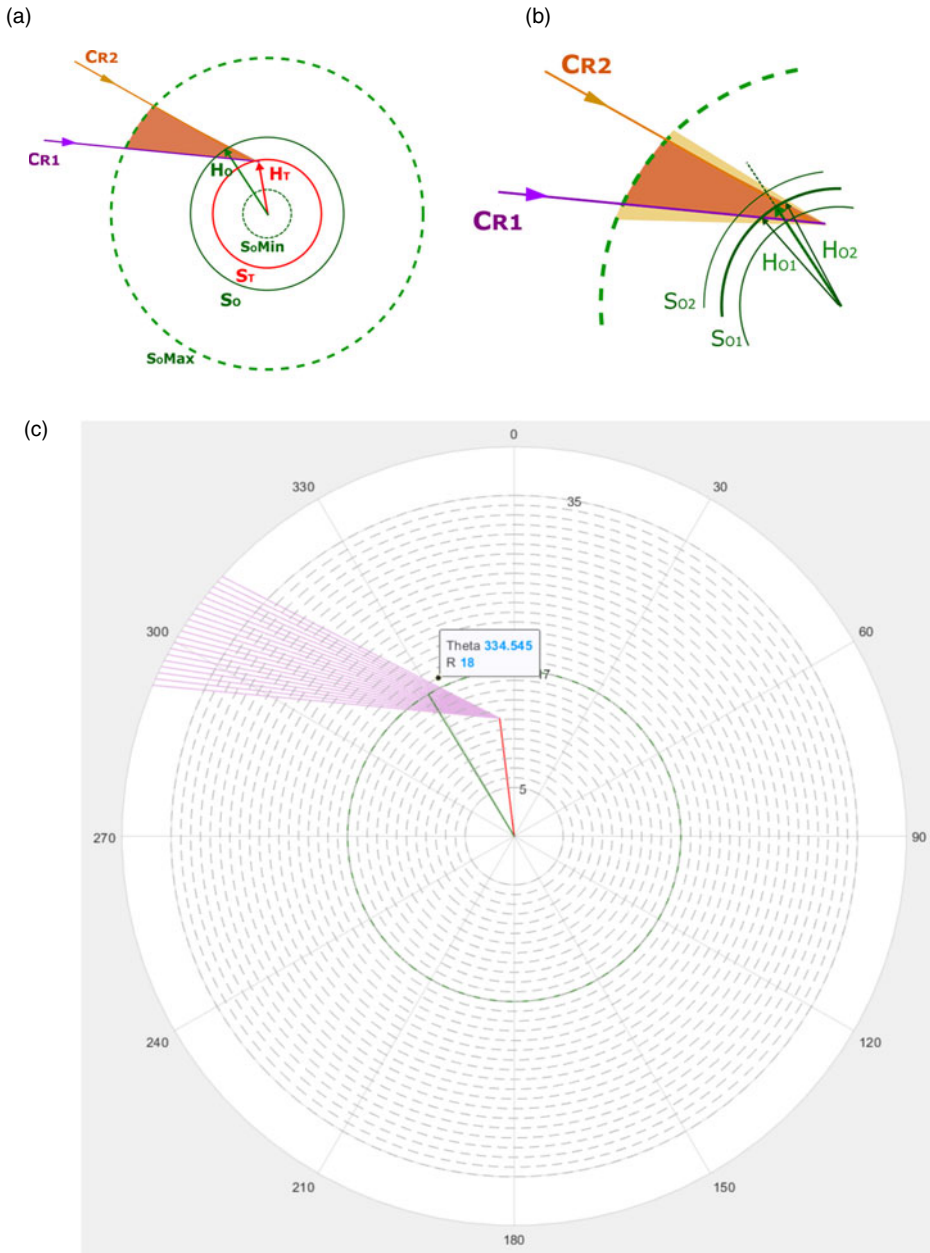 (a)
CR2
CR1
HO
HT
SOMin
ST
SO
SOMax
(b)
CR2
CR1
HO2
HO1
SO2
SO1
(c)
0
330
30
35
300
60
Theta 334.545
R 18
17
5
270
90
240
120
210
150
180